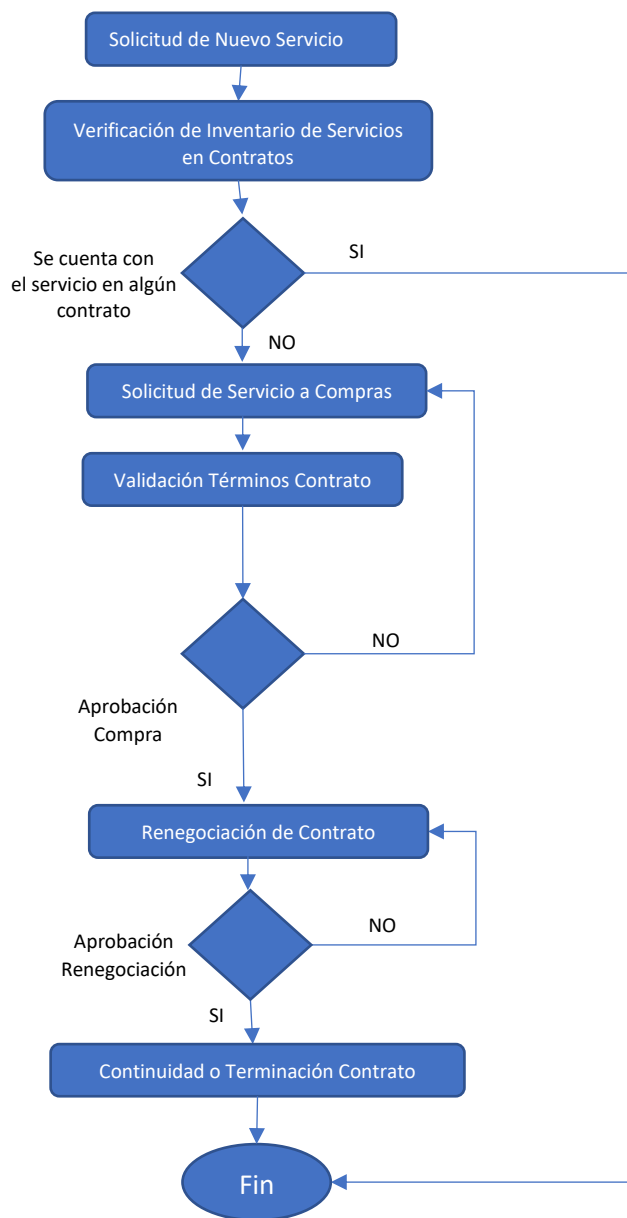 Solicitud de Nuevo Servicio
Verificación de Inventario de Servicios
en Contratos
Se cuenta con
el servicio en algún
contrato
SI
NO
Solicitud de Servicio a Compras
Validación Términos Contrato
NO
Aprobación
Compra
SI
Renegociación de Contrato
NO
Aprobación
Renegociación
SI
Continuidad o Terminación Contrato
Fin